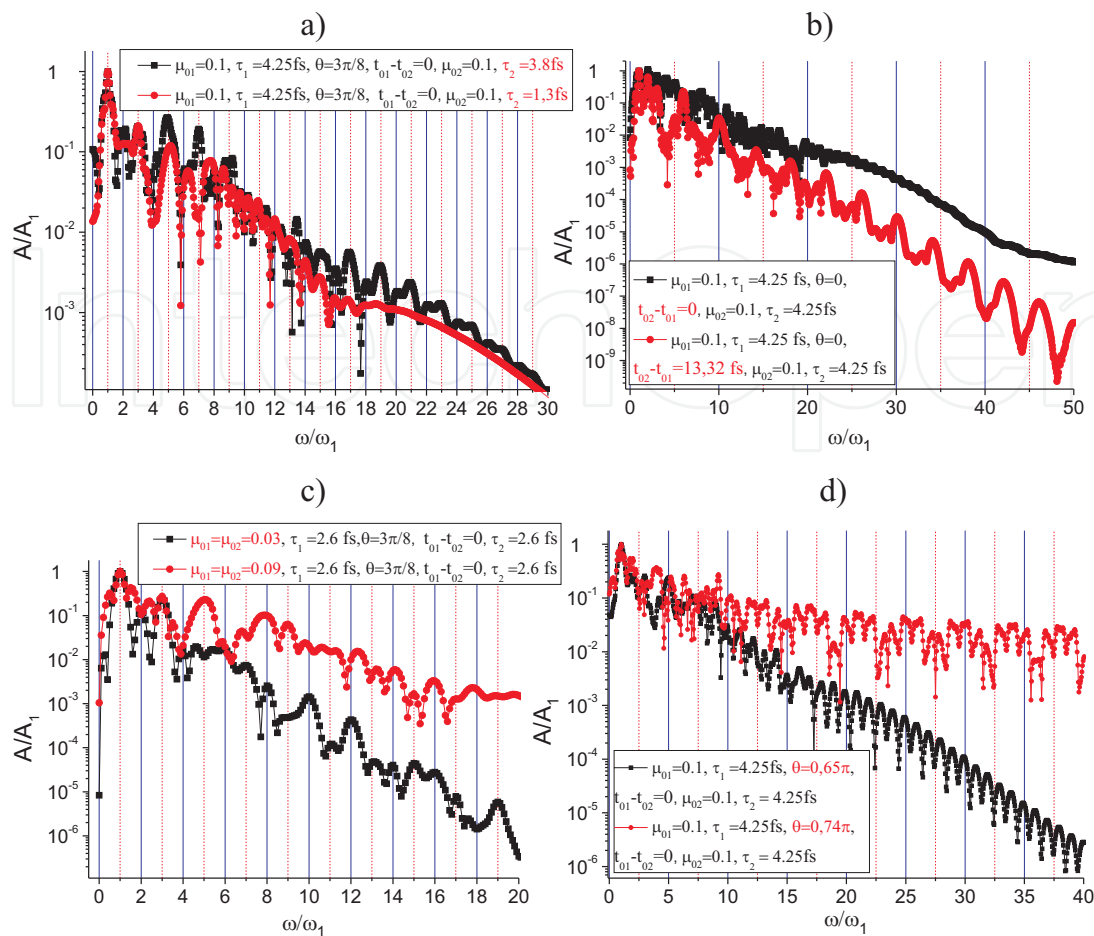 a)
μ01=0.1, τ1=4.25fs, θ=3π/8, t01-t02=0, μ02=0.1, τ2=3.8fs
μ01=0.1, τ1=4.25fs, θ=3π/8, t01-t02=0, μ02=0.1, τ2=1,3fs
1
10^-1
10^-2
10^-3
A/A1
0 2 4 6 8 10 12 14 16 18 20 22 24 26 28 30
ω/ω1
b)
10^0
10^-1
10^-2
10^-3
10^-4
10^-5
10^-6
10^-7
10^-8
10^-9
A/A1
μ01=0.1, τ1=4.25 fs, θ=0,
t02-t01=0, μ02=0.1, τ2=4.25fs
μ01=0.1, τ1=4.25 fs, θ=0,
t02-t01=13,32 fs, μ02=0.1, τ2=4.25 fs
0 10 20 30 40 50
ω/ω1
c)
μ01=μ02=0.03, τ1=2.6 fs,θ=3π/8, t01-t02=0, τ2=2.6 fs
μ01=μ02=0.09, τ1=2.6 fs, θ=3π/8, t01-t02=0, τ2=2.6 fs
1
10^-1
10^-2
10^-3
10^-4
10^-5
10^-6
A/A1
0 2 4 6 8 10 12 14 16 18 20
ω/ω1
d)
1
10^-1
10^-2
10^-3
10^-4
10^-5
10^-6
A/A1
μ01=0.1, τ1=4.25fs, θ=0,65π,
t01-t02=0, μ02=0.1, τ2=4.25fs
μ01=0.1, τ1=4.25fs, θ=0,74π,
t01-t02=0, μ02=0.1, τ2=4.25fs
0 5 10 15 20 25 30 35 40
ω/ω1